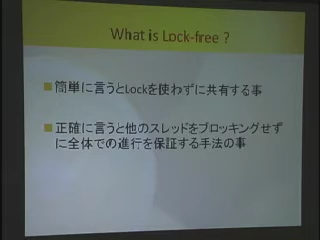 What is Lock-free ?
簡単に言うとLockを使わずに共有する事
正確に言うと他のスレッドをブロッキングせず
に全体での進行を保証する手法の事